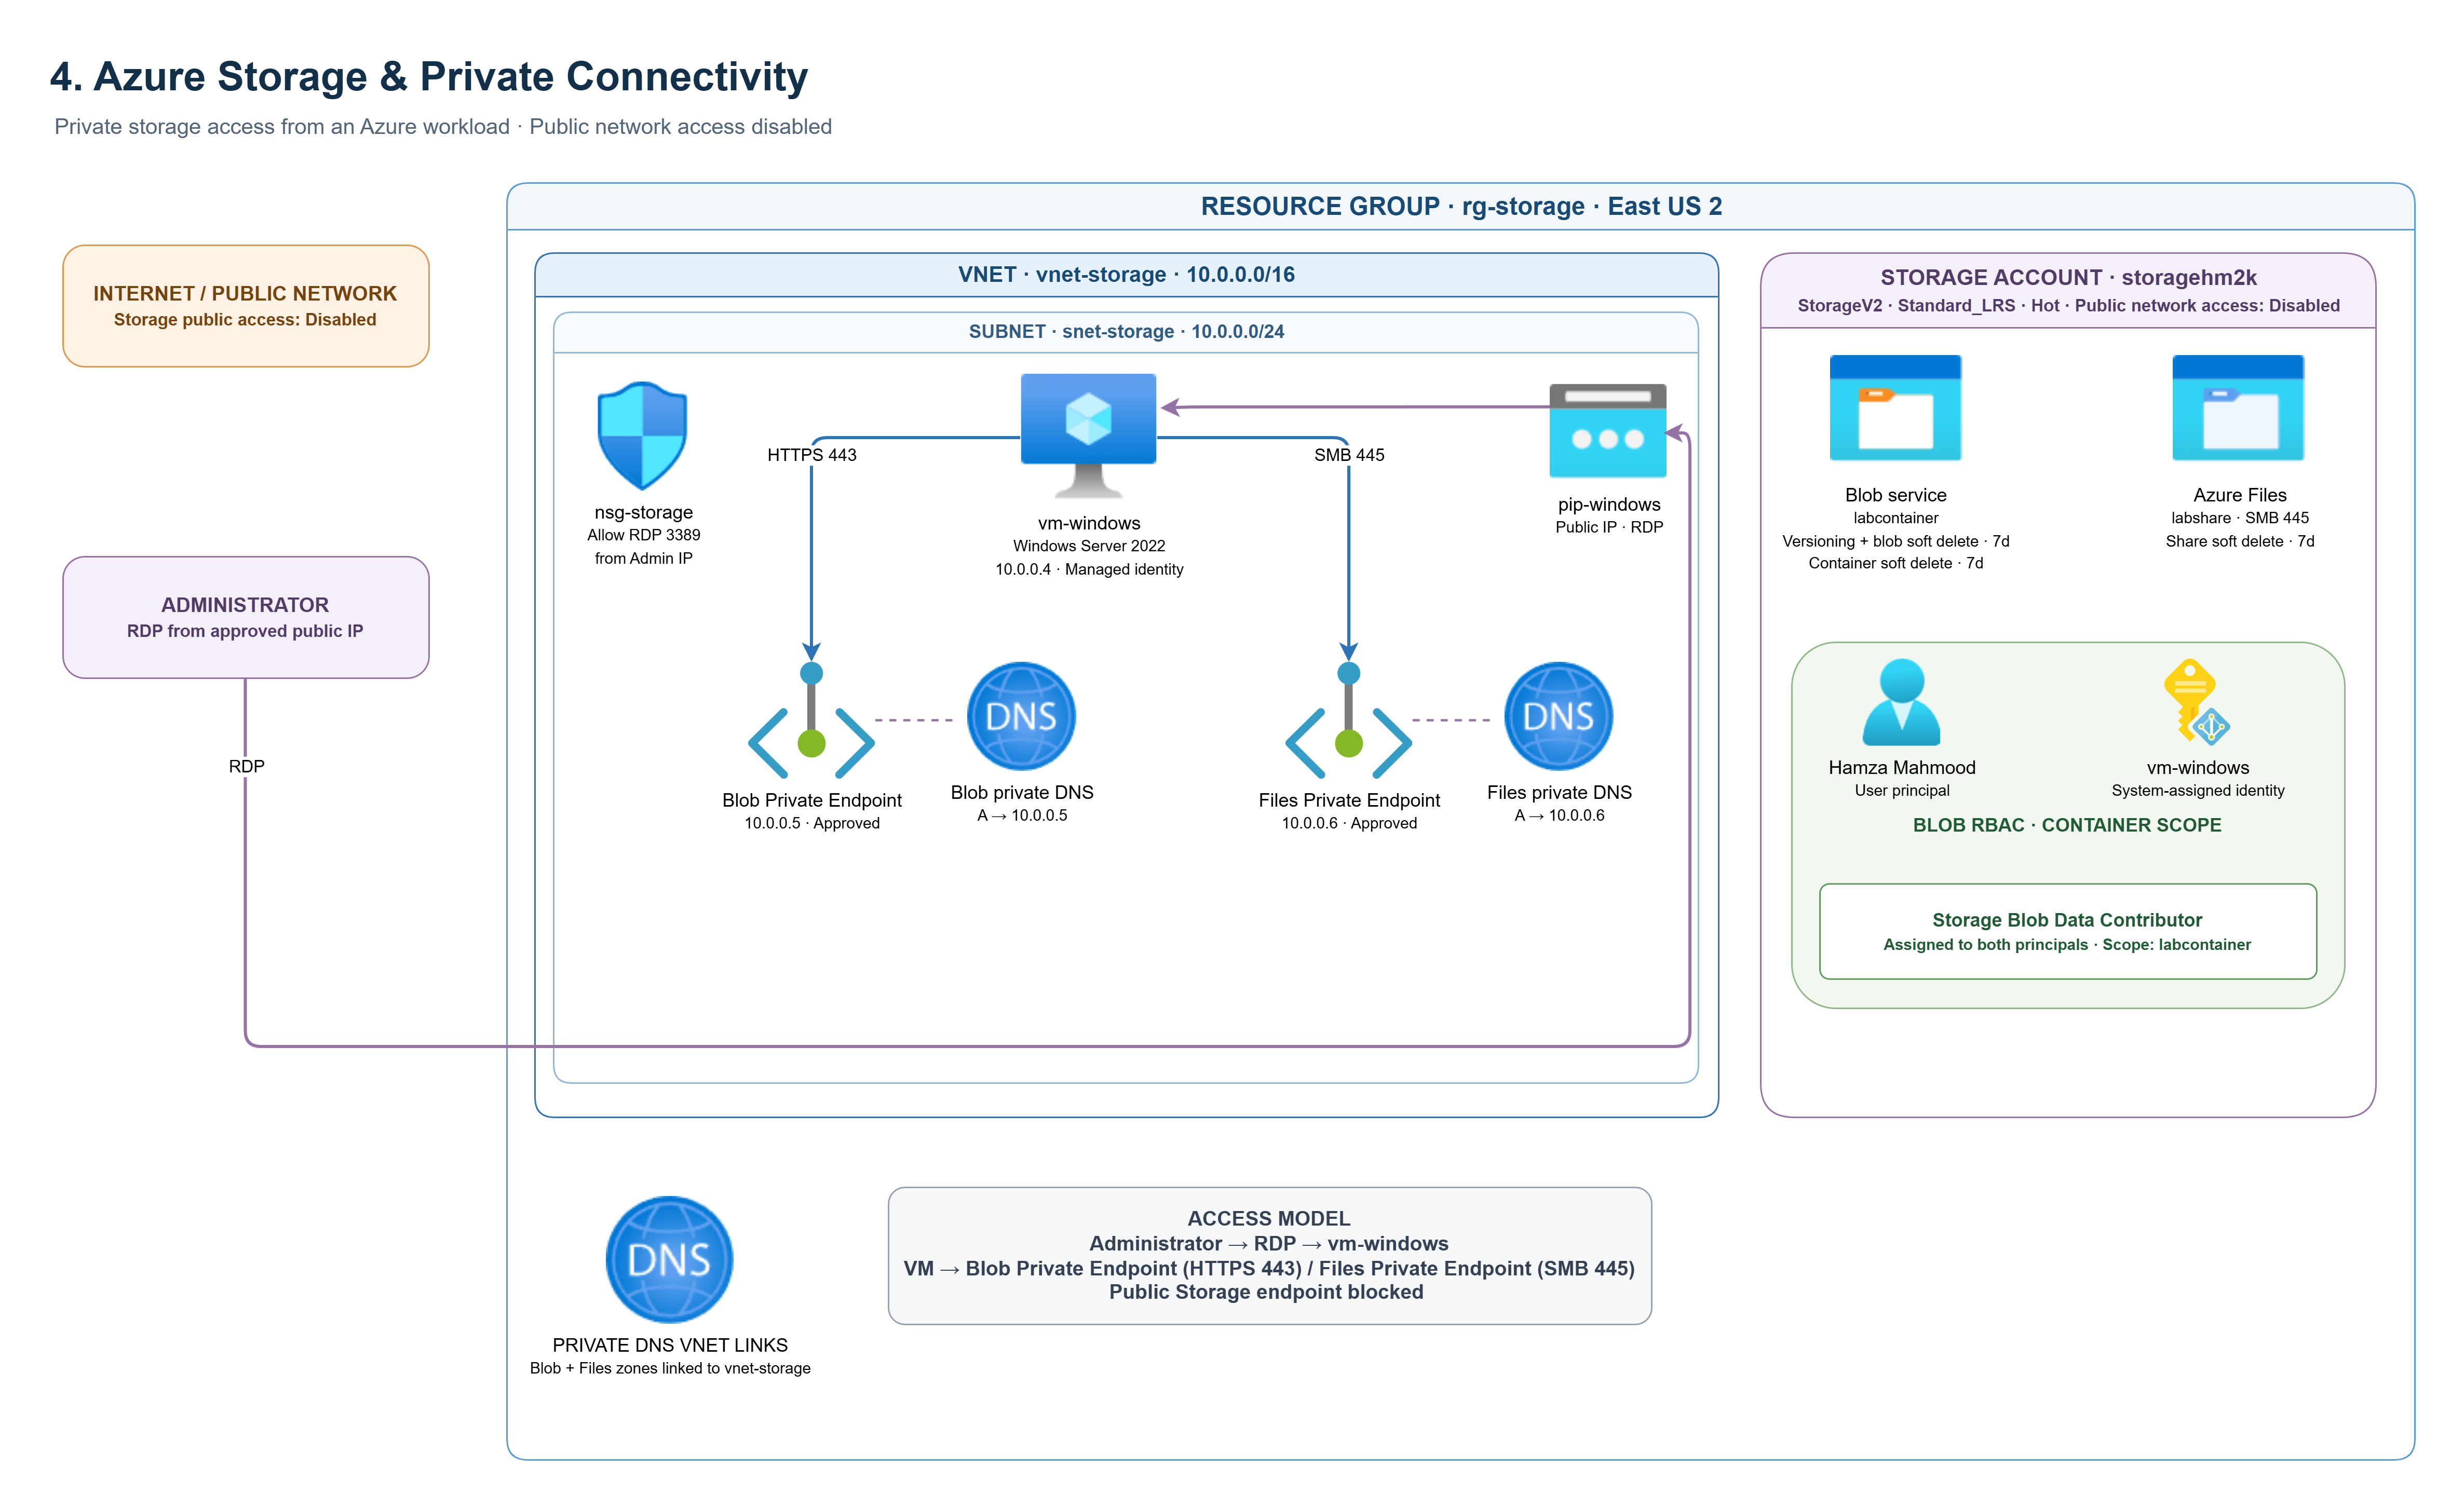 4. Azure Storage & Private Connectivity
Private storage access from an Azure workload · Public network access disabled
RESOURCE GROUP · rg-storage · East US 2
INTERNET / PUBLIC NETWORK
Storage public access: Disabled
ADMINISTRATOR
RDP from approved public IP
RDP
VNET · vnet-storage · 10.0.0.0/16
SUBNET · snet-storage · 10.0.0.0/24
nsg-storage
Allow RDP 3389
from Admin IP
HTTPS 443
vm-windows
Windows Server 2022
10.0.0.4 · Managed identity
SMB 445
pip-windows
Public IP · RDP
Blob Private Endpoint
10.0.0.5 · Approved
DNS
Blob private DNS
A → 10.0.0.5
Files Private Endpoint
10.0.0.6 · Approved
DNS
Files private DNS
A → 10.0.0.6
STORAGE ACCOUNT · storagehm2k
StorageV2 · Standard_LRS · Hot · Public network access: Disabled
Blob service
labcontainer
Versioning + blob soft delete · 7d
Container soft delete · 7d
Azure Files
labshare · SMB 445
Share soft delete · 7d
Hamza Mahmood
User principal
vm-windows
System-assigned identity
BLOB RBAC · CONTAINER SCOPE
Storage Blob Data Contributor
Assigned to both principals · Scope: labcontainer
DNS
PRIVATE DNS VNET LINKS
Blob + Files zones linked to vnet-storage
ACCESS MODEL
Administrator → RDP → vm-windows
VM → Blob Private Endpoint (HTTPS 443) / Files Private Endpoint (SMB 445)
Public Storage endpoint blocked